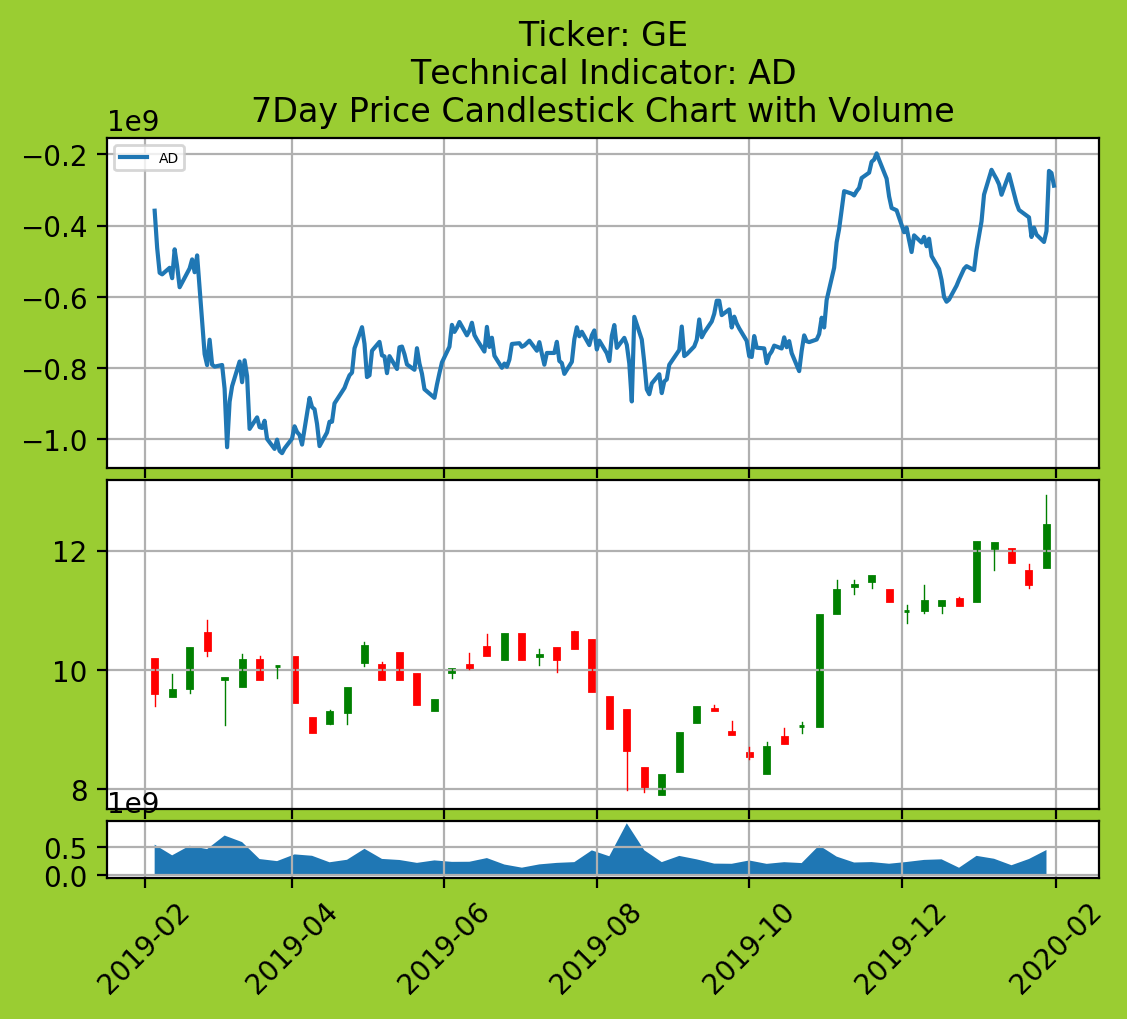 Ticker: GE
Technical Indicator: AD
7Day Price Candlestick Chart with Volume
1e9
AD
−0.2
−0.4
−0.6
−0.8
−1.0
12
10
8
1e9
0.5
0.0
2019-02
2019-04
2019-06
2019-08
2019-10
2019-12
2020-02